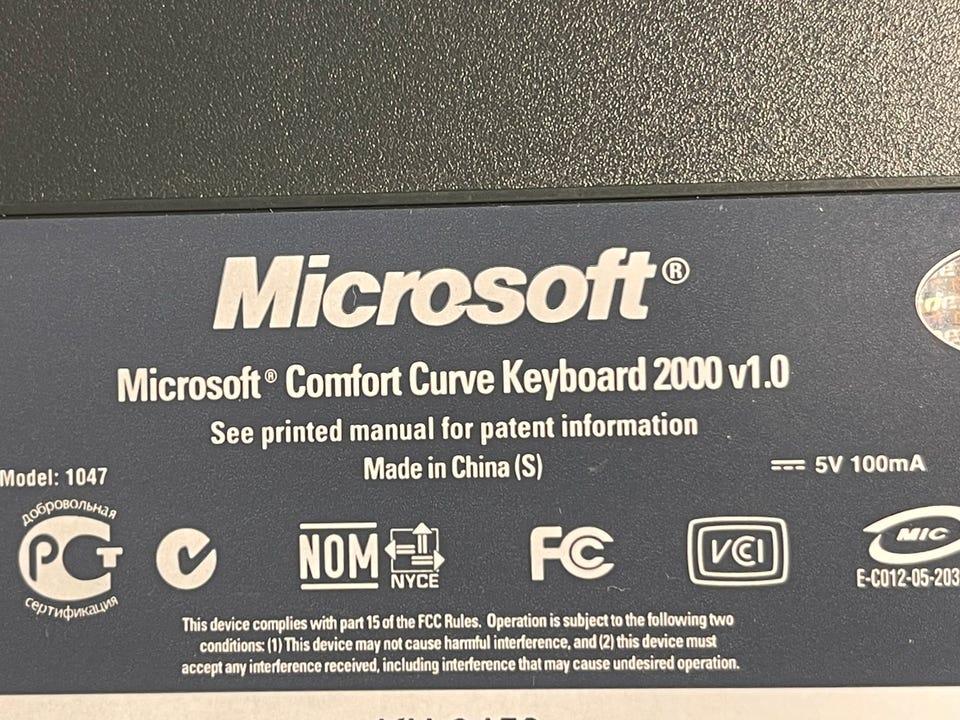 Microsoft®
Microsoft® Comfort Curve Keyboard 2000 v1.0
See printed manual for patent information
Made in China (S)
Model: 1047
5V 100mA
добровольная
РСТ
сертификация
NOM
NYCE
FC
VCI
MIC
E-C012-05-203
This device complies with part 15 of the FCC Rules. Operation is subject to the following two
conditions: (1) This device may not cause harmful interference, and (2) this device must
accept any interference received, including interference that may cause undesired operation.